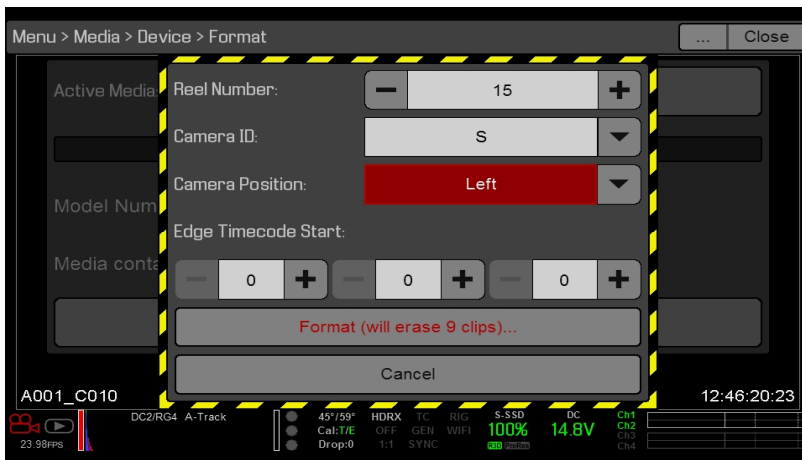 Menu > Media > Device > Format
... Close
Active Media:
Reel Number:
15
Camera ID:
S
Camera Position:
Left
Model Num
Edge Timecode Start:
Media conta
0 0 0
Format (will erase 9 clips)...
Cancel
A001_C010
12:46:20:23
DC2/RG4 A-Track
45°/59° HDRX TC RIG S-SSD DC Ch1
Cal:T/E OFF GEN WIFI 100% 14.8V Ch2
23.98FPS
Drop:0 1:1 SYNC R3D ProRes Ch3
Ch4